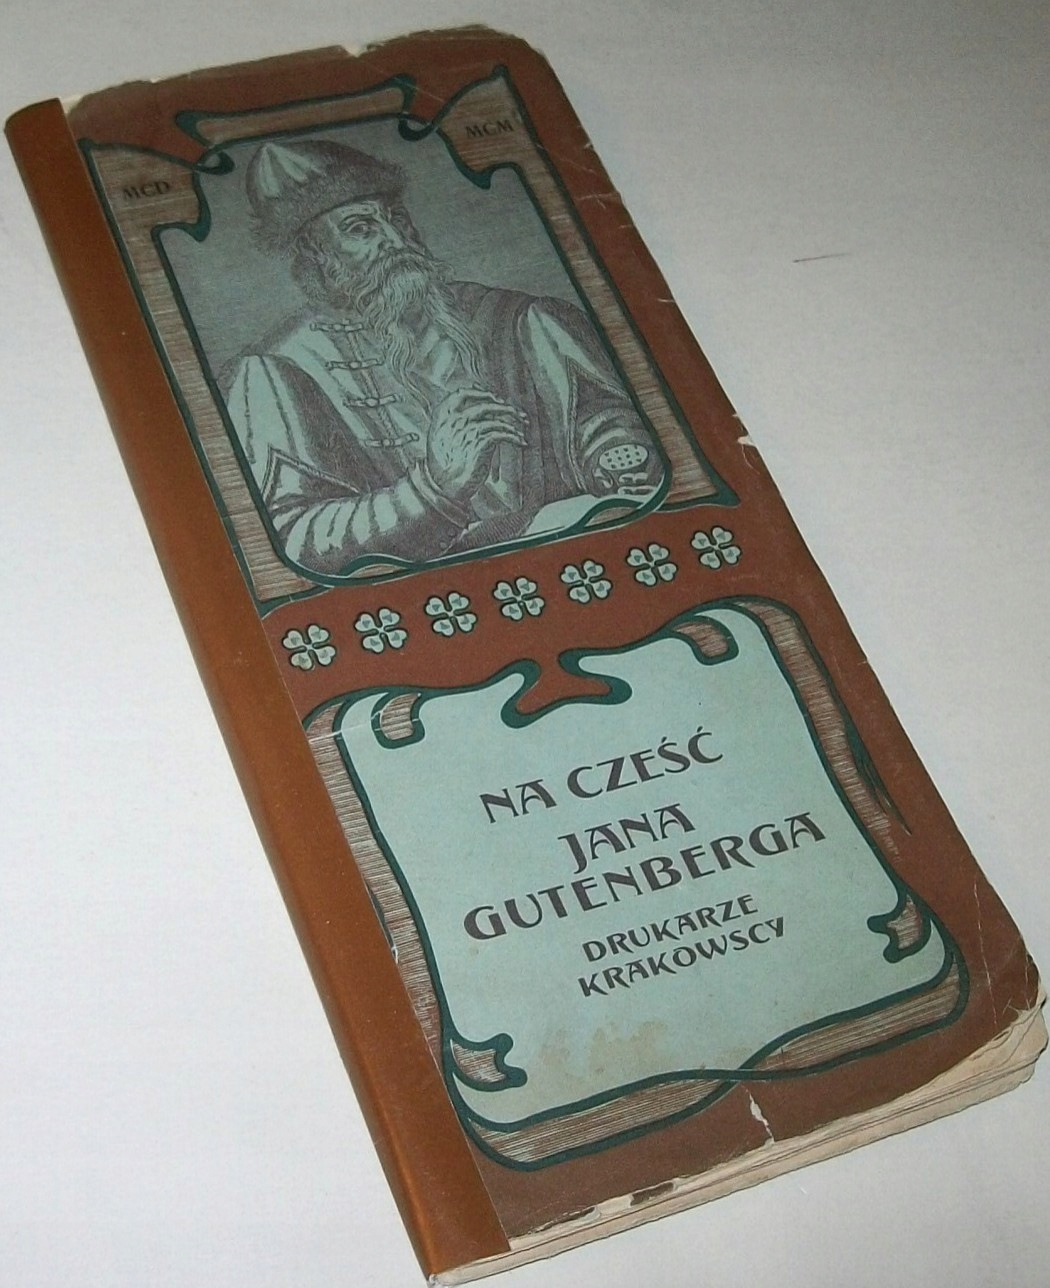 MCD
MCM
NA CZEŚĆ
JANA
GUTENBERGA
DRUKARZE
KRAKOWSCY